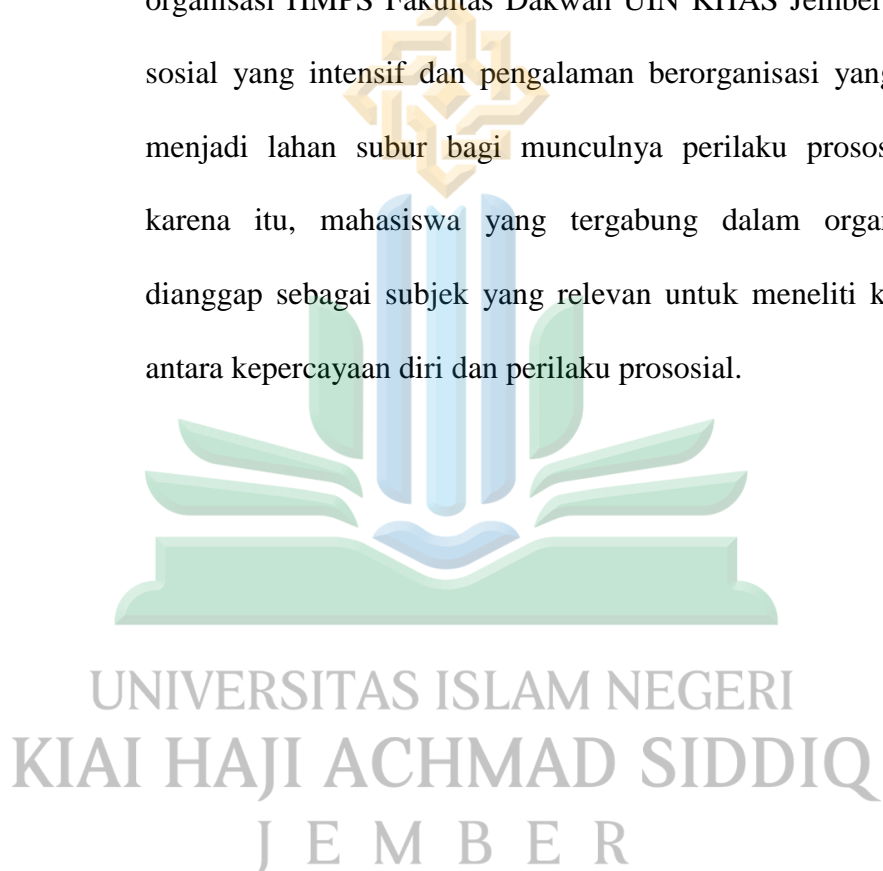 organisasi HMPS Fakultas Dakwah UIN KHAS Jember
sosial yang intensif dan pengalaman berorganisasi yang
menjadi lahan subur bagi munculnya perilaku
karena itu, mahasiswa yang tergabung dalam
dianggap sebagai subjek yang relevan untuk meneliti
antara kepercayaan diri dan perilaku prososial.
UNIVERSITAS ISLAM NEGERI
KIAI HAJI ACHMAD SIDDIQ
JEMBER